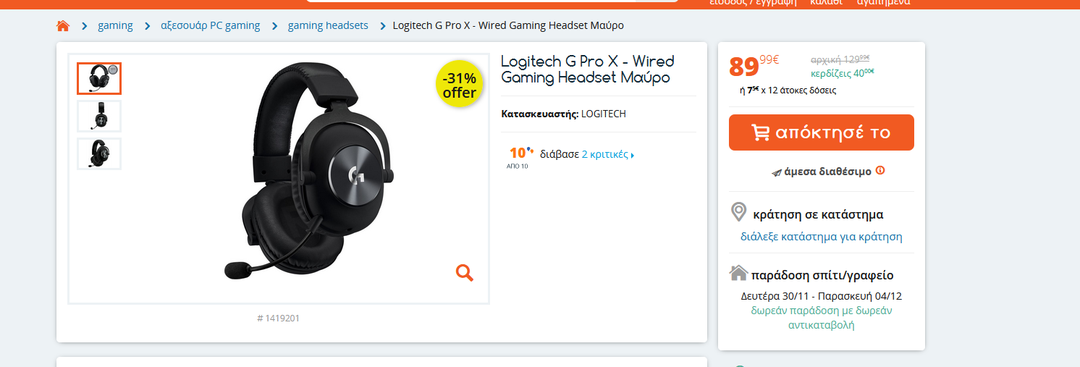 είσοδος / εγγραφή καλάθι αγαπημένα
gaming αξεσουάρ PC gaming gaming headsets Logitech G Pro X - Wired Gaming Headset Μαύρο
-31%
offer
# 1419201
Logitech G Pro X - Wired
Gaming Headset Μαύρο
Κατασκευαστής: LOGITECH
10
ΑΠΟ 10
διάβασε 2 κριτικές
89,99€
αρχική 129,99€
κερδίζεις 40,00€
ή 7,5€ x 12 άτοκες δόσεις
απόκτησέ το
άμεσα διαθέσιμο
κράτηση σε κατάστημα
διάλεξε κατάστημα για κράτηση
παράδοση σπίτι/γραφείο
Δευτέρα 30/11 - Παρασκευή 04/12
δωρεάν παράδοση με δωρεάν
αντικαταβολή